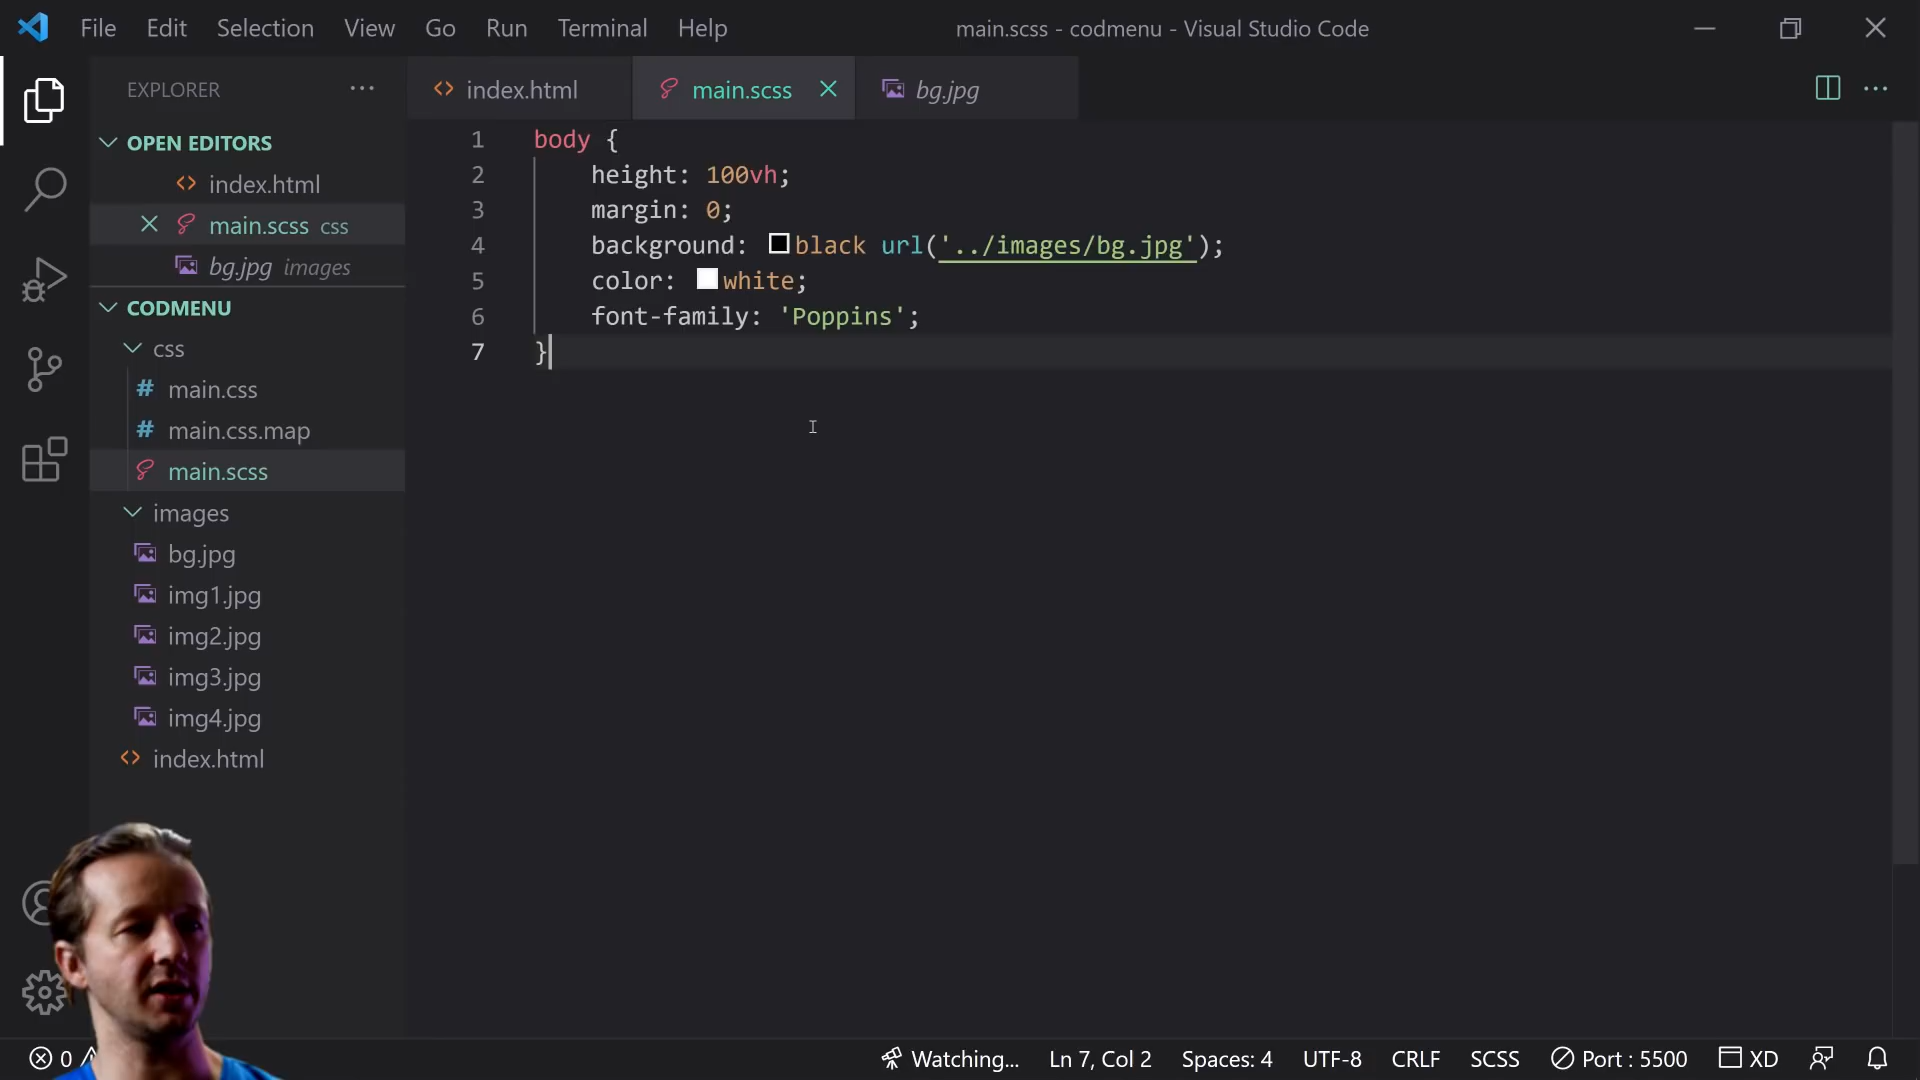 File Edit Selection View Go Run Terminal Help
main.scss - codmenu - Visual Studio Code
EXPLORER
OPEN EDITORS
index.html
main.scss css
bg.jpg images
CODMENU
css
main.css
main.css.map
main.scss
images
bg.jpg
img1.jpg
img2.jpg
img3.jpg
img4.jpg
index.html
index.html main.scss bg.jpg
1 body {
2 height: 100vh;
3 margin: 0;
4 background: black url('../images/bg.jpg');
5 color: white;
6 font-family: 'Poppins';
7 }
0 Watching... Ln 7, Col 2 Spaces: 4 UTF-8 CRLF SCSS Port : 5500 XD